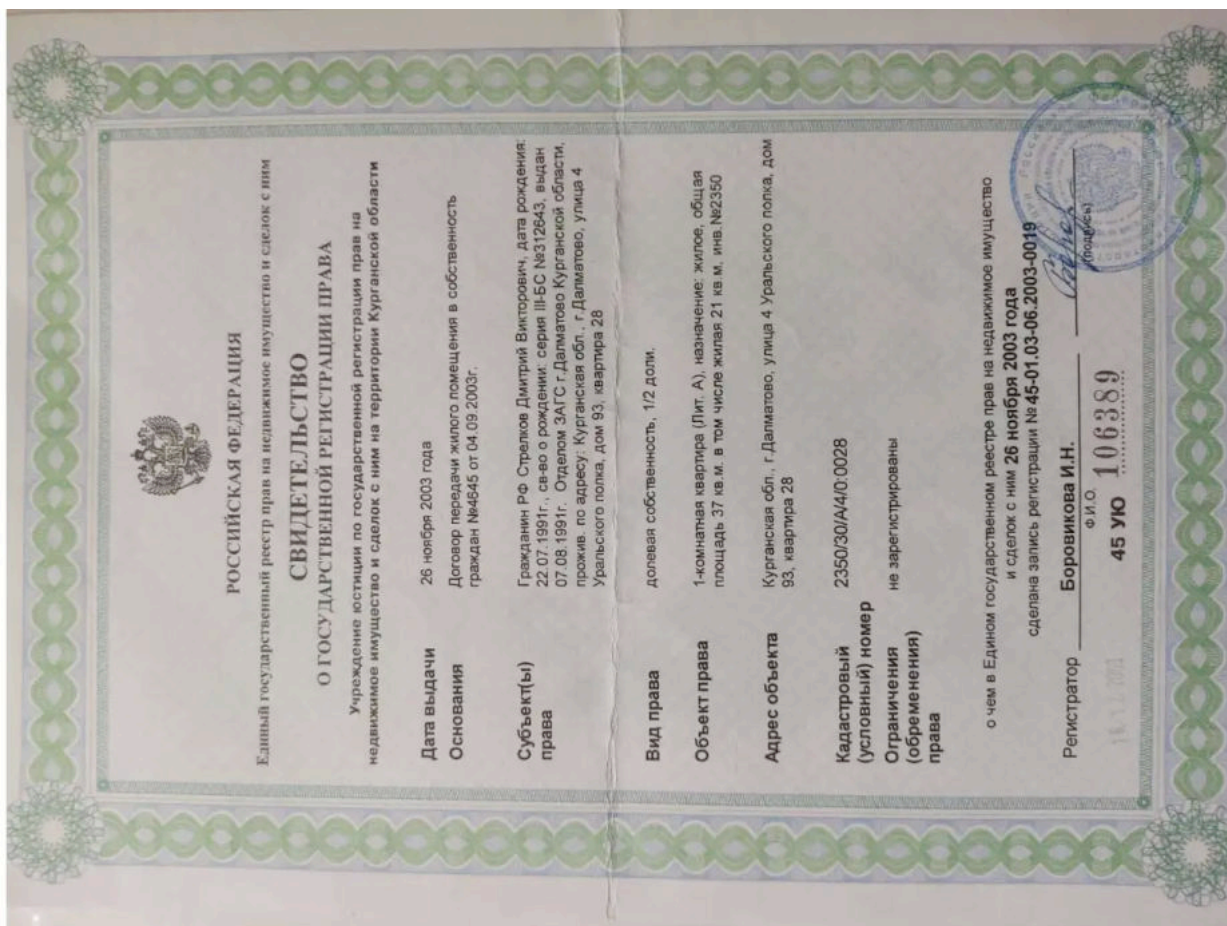 РОССИЙСКАЯ ФЕДЕРАЦИЯ
Единый государственный реестр прав на недвижимое имущество и сделок с ним
СВИДЕТЕЛЬСТВО
О ГОСУДАРСТВЕННОЙ РЕГИСТРАЦИИ ПРАВА
Учреждение юстиции по государственной регистрации прав на
недвижимое имущество и сделок с ним на территории Курганской области
Дата выдачи 26 ноября 2003 года
Основания Договор передачи жилого помещения в собственность
граждан №4645 от 04.09.2003г.
Субъект(ы) Гражданин РФ Стрелков Дмитрий Викторович, дата рождения:
права 22.07.1991г., св-во о рождении: серия III-БС №312643, выдан
07.08.1991г. Отделом ЗАГС г.Далматово Курганской области,
прожив. по адресу: Курганская обл., г.Далматово, улица 4
Уральского полка, дом 93, квартира 28
Вид права долевая собственность, 1/2 доли.
Объект права 1-комнатная квартира (Лит. А), назначение: жилое, общая
площадь 37 кв.м. в том числе жилая 21 кв.м, инв.№2350
Адрес объекта Курганская обл., г.Далматово, улица 4 Уральского полка, дом
93, квартира 28
Кадастровый 2350/30/А/4/0:0028
(условный) номер
Ограничения не зарегистрированы
(обременения)
права
о чем в Едином государственном реестре прав на недвижимое имущество
и сделок с ним 26 ноября 2003 года
сделана запись регистрации №45-01.03-06.2003-0019
Регистратор Боровикова И.Н.
Ф.И.О. (подпись)
45 УЮ 106389